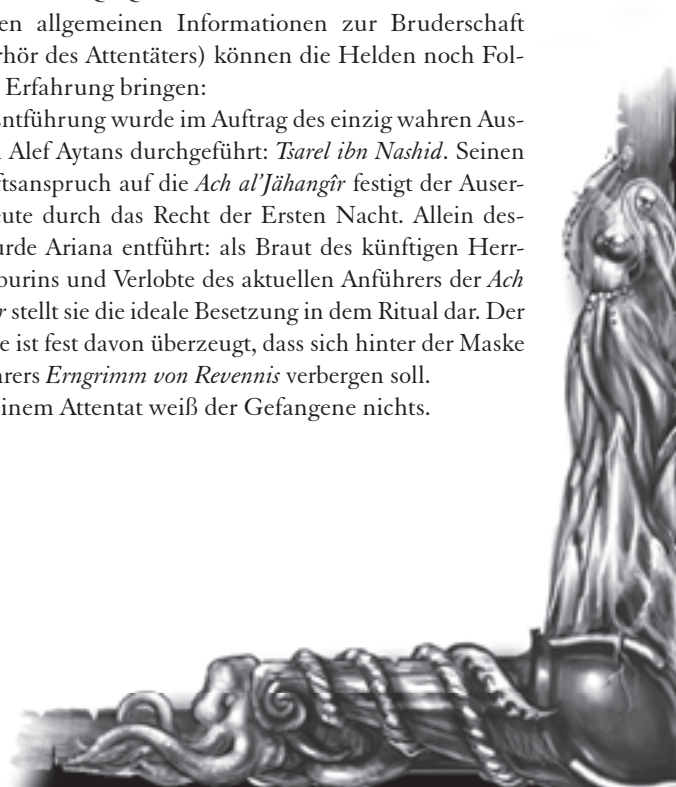 en allgemeinen Informationen zur Bruderschaft
rhör des Attentäters) können die Helden noch Fol-
Erfahrung bringen:
ntführung wurde im Auftrag des einzig wahren Aus-
Alef Aytans durchgeführt: Tsarel ibn Nashid. Seinen
ftsanspruch auf die Ach al’Jähangîr festigt der Auser-
eute durch das Recht der Ersten Nacht. Allein des-
urde Ariana entführt: als Braut des künftigen Herr-
ourins und Verlobte des aktuellen Anführers der Ach
r stellt sie die ideale Besetzung in dem Ritual dar. Der
e ist fest davon überzeugt, dass sich hinter der Maske
hrers Erngrimm von Revennis verbergen soll.
inem Attentat weiß der Gefangene nichts.